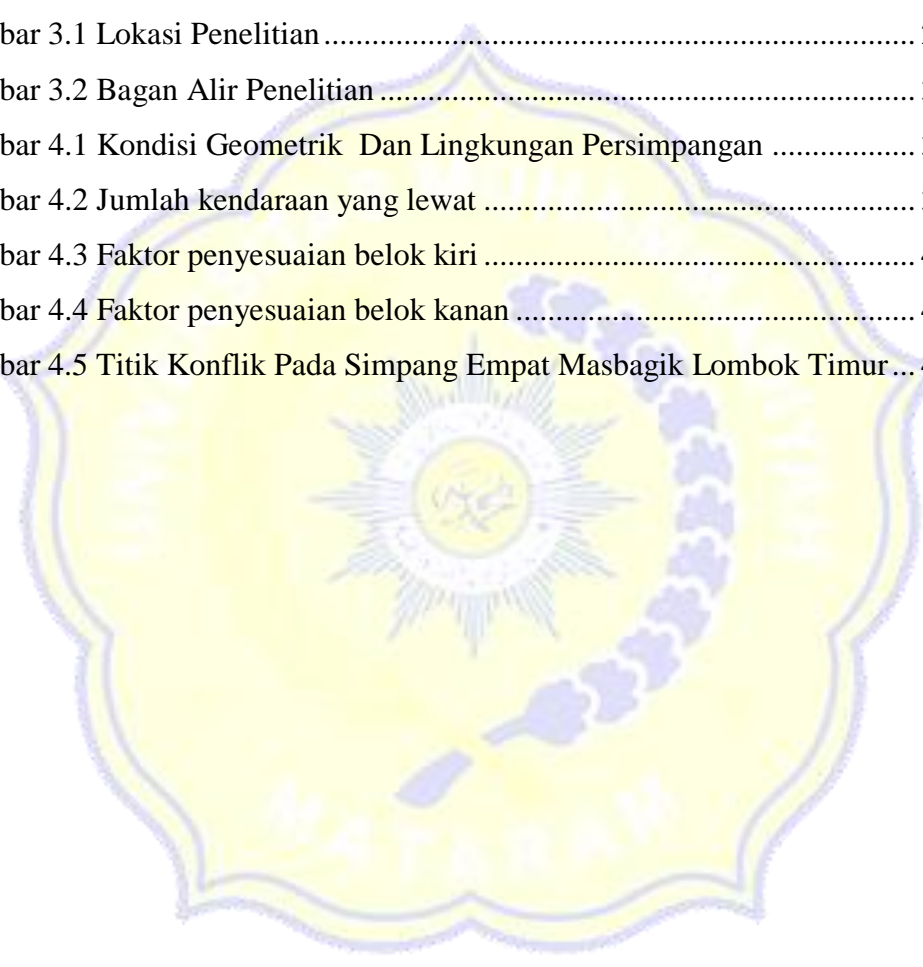 bar 3.1 Lokasi Penelitian ........................................................................
bar 3.2 Bagan Alir Penelitian ................................................................
bar 4.1 Kondisi Geometrik  Dan Lingkungan Persimpangan .................
bar 4.2 Jumlah kendaraan yang lewat ....................................................
bar 4.3 Faktor penyesuaian belok kiri ....................................................
bar 4.4 Faktor penyesuaian belok kanan ................................................
bar 4.5 Titik Konflik Pada Simpang Empat Masbagik Lombok Timur ...
MATARAM